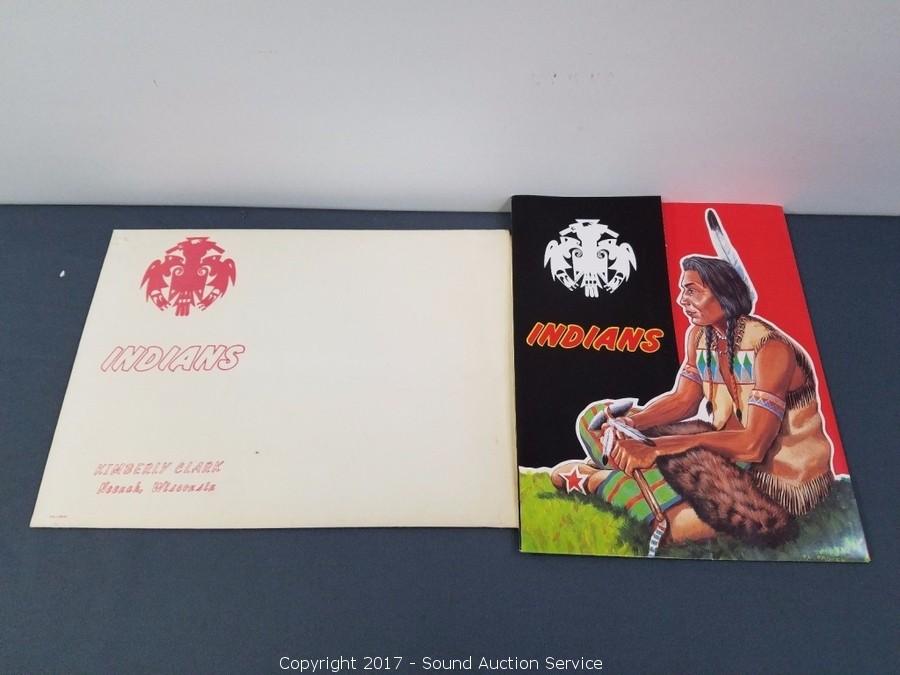 INDIANS
KIMBERLY CLARK
Neenah, Wisconsin
INDIANS
Copyright 2017 - Sound Auction Service